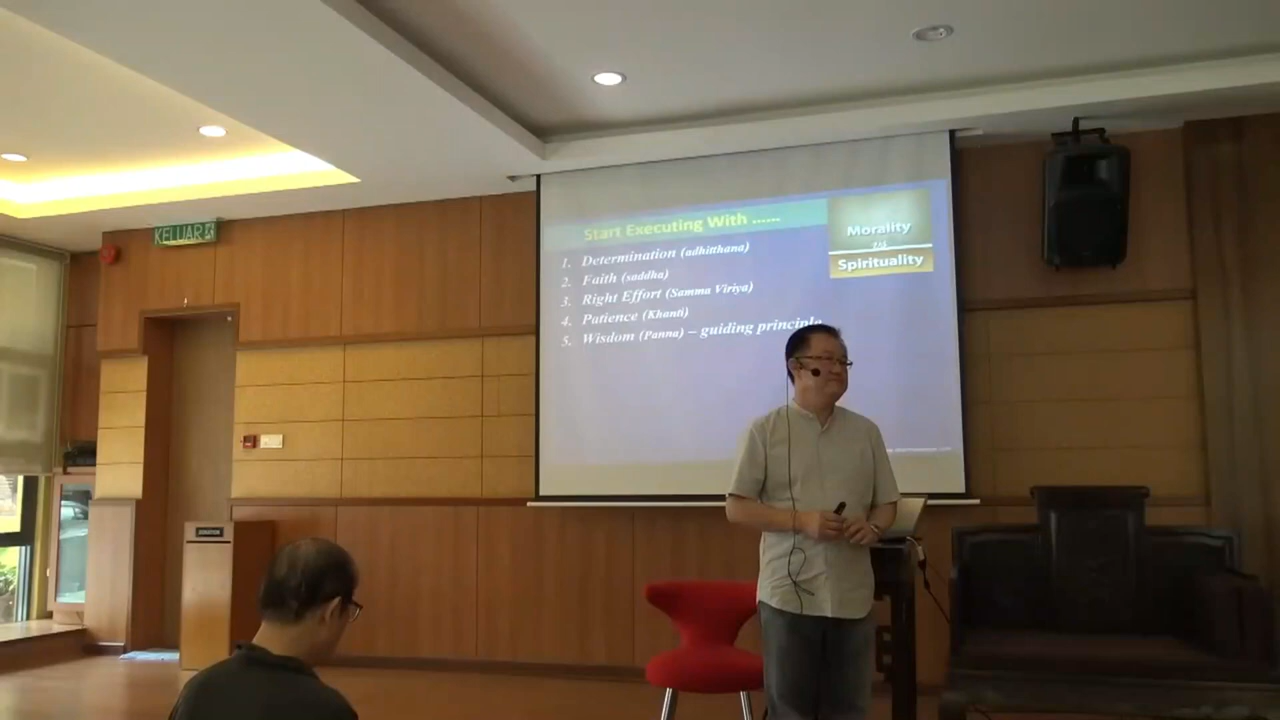 KELUAR
Start Executing With ......
1. Determination (adhitthana)
2. Faith (saddha)
3. Right Effort (Samma Viriya)
4. Patience (Khanti)
5. Wisdom (Panna) – guiding principle
Morality
vs
Spirituality
DONATION